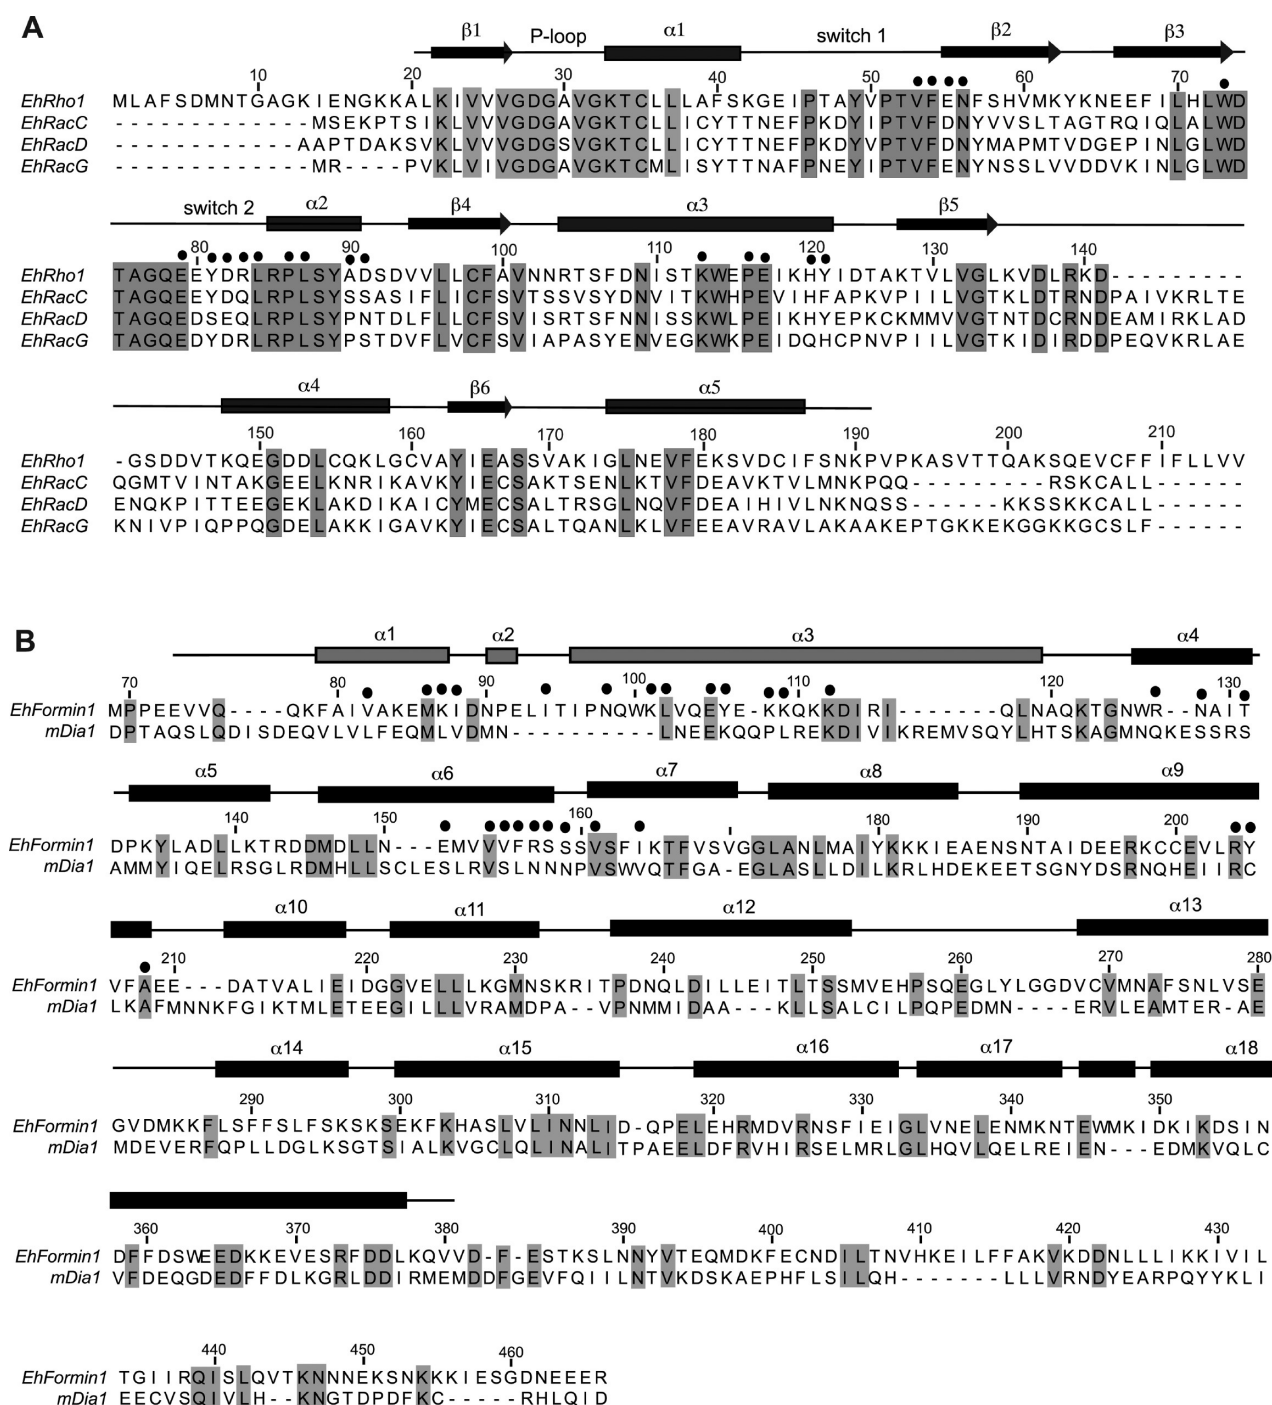 A
β1 P-loop α1 switch 1 β2 β3
10 20 30 40 50 60 70
EhRho1 MLAFSDMNTGAGKIENGKKALKIVVVGDGAVGKTCLLLAFSKGEIPTAYVPTVFENFSHVMKYKNEEFILHLWD
EhRacC -------------MSEKPTSIKLVVVGDGAVGKTCLLICYTTNEFPKDYIPTVFDNYVVSLTAGTRQIQLALWD
EhRacD ------------AAPTDAKSVKLVVVGDGSVGKTCLLICYTTNAFPKDYVPTVFDNYMAPMTVDGEPINLGLWD
EhRacG -------------MR----PVKLVIVGDGAVGKTCMLISYTTNAFPNEYIPTVFENYNSSLVVDDVKINLGLWD
switch 2 α2 β4 α3 β5
80 90 100 110 120 130 140
EhRho1 TAGQEEYDRLRPLSYADSDVVLLCFAVNNRTSFDNISTKWEPEIKHYIDTAKTVLVGLKVDLRKD---------
EhRacC TAGQEEYDQLRPLSYSSASIFLICFSVTSSVSYDNVITKWHPEVIHFAPKVPIILVGTKLDTRNDPAIVKRLTE
EhRacD TAGQEDSEQLRPLSYPNTDLFLLCFSVISRTSFNNISSKWLPEIKHYEPKCKMMVVGTNTDCRNDEAMIRKLAD
EhRacG TAGQEDYDRLRPLSYPSTDVFLVCFSVIAPASYENVEGKWKPEIDQHCPNVPIILVGTKIDIRDDPEQVKRLAE
α4 β6 α5
150 160 170 180 190 200 210
EhRho1 -GSDDVTKQEGDDLCQKLGCVAYIEASSVAKIGLNEVFEKSVDCIFSNKPVPKASVTTQAKSQEVCFFIFLLVV
EhRacC QGMTVINTAKGEELKNRIKAVKYIECSAKTSENLKTVFDEAVKTVLMNKPQQ---------RSKCALL------
EhRacD ENQKPITTEEGEKLAKDIKAICYMECSALTRSGLNQVFDEAIHIVLNKNQSS------KKSSKKCALL------
EhRacG KNIVPIQPPQGDELAKKIGAVKYIECSALTQANLKLVFEEAVRAVLAKAAKEPTGKKEKGGKKGCSLF------
B
α1 α2 α3 α4
70 80 90 100 110 120 130
EhFormin1 MPPEEVVQ----QKFAIVAKEMKIDNPELITIPNQWKLVQEYE-KKQKKDIRII--------QLNAQKTGNWR-NAIT
mDia1 DPTAQSLQDISDEQVLVLFEQMLVDMN----------LNEEKQQPLREKDIVIKREMVSQYLHTSKAGMNQKESSRS
α5 α6 α7 α8 α9
140 150 160 180 190 200
EhFormin1 DPKYLADLLKTRDDMDLLN---EMVVVFRSSSVSFIKTFVSVGGLANLMAIYKKKIEAENSNTAIDEERKCCEVLRY
mDia1 AMMYIQELRSGLRDMHLLSCLESLRVSLNNNPVSWVQTFGA-EGLASLLDILKRLHDEKEETSGNYDSRNQHEIIRC
α10 α11 α12 α13
210 220 230 240 250 260 270 280
EhFormin1 VFAEE---DATVALIEIDGGVELLLKGMNSKRITPDNQLDILLEITLTSSMVEHPSQEGLYLGGDVCVMNAFSNLVSE
mDia1 LKAFMNNKFGIKTMLETEEGILLLVRAMDPA--VPNMMIDAA---KLLSALCILPQPEDMN----ERVLEAMTER-AE
α14 α15 α16 α17 α18
290 300 310 320 330 340 350
EhFormin1 GVDMKKFLSFFSLFSKSKSEKFKHASLVLINNLID-QPELEHRMDVRNSFIEIGLVNELENMKNTEWMKIDKIKDSIN
mDia1 MDEVERFQPLLDGLKSGTSIALKVGCLQLINALITPAEELDFRVHIRSELMRLGLHQVLQELREIEN---EDMKVQLC
360 370 380 390 400 410 420 430
EhFormin1 DFFDSWEEDKKEVESRFDDLKQVVD-F-ESTKSLNNYVTEQMDKFECNDILTNVHKEILFFAKVKDDNLLLIKKIVIL
mDia1 VFDEQGDEDFFDLKGRLDDIRMEMDDFGEVFQIILNTVKDSKAEPHFLSILQH-------LLLVRNDYEARPQYYKLI
440 450 460
EhFormin1 TGIIRQISLQVTKNNNEKSNKKKIESGDNEEER
mDia1 EECVSQIVLH--KNGTDPDFKC-----RHLQID